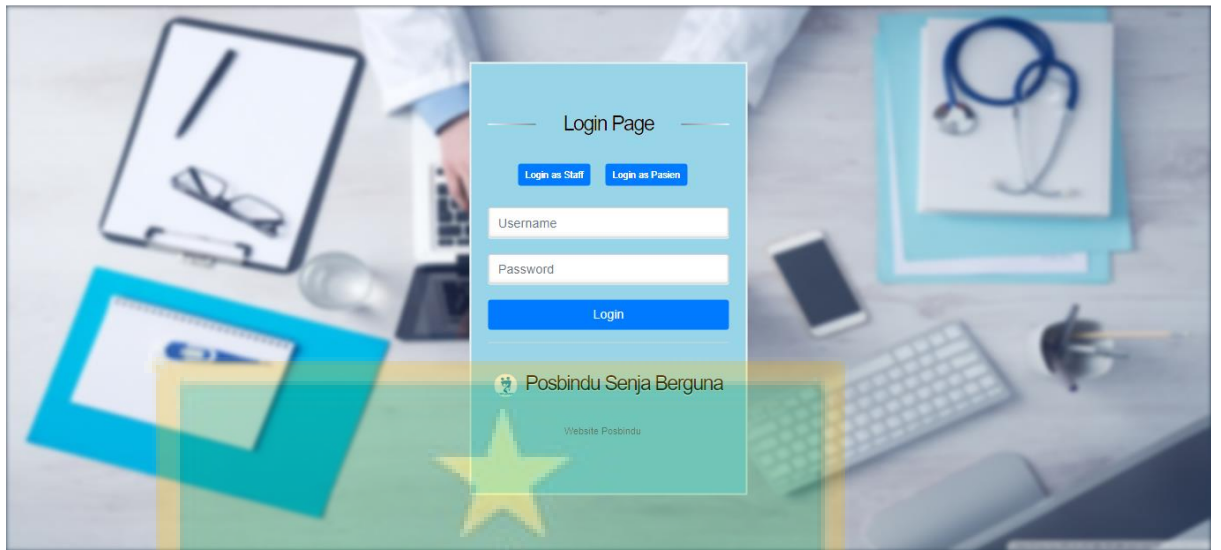 Login Page
Login as Staff Login as Pasien
Username
Password
Login
Posbindu Senja Berguna
Website Posbindu